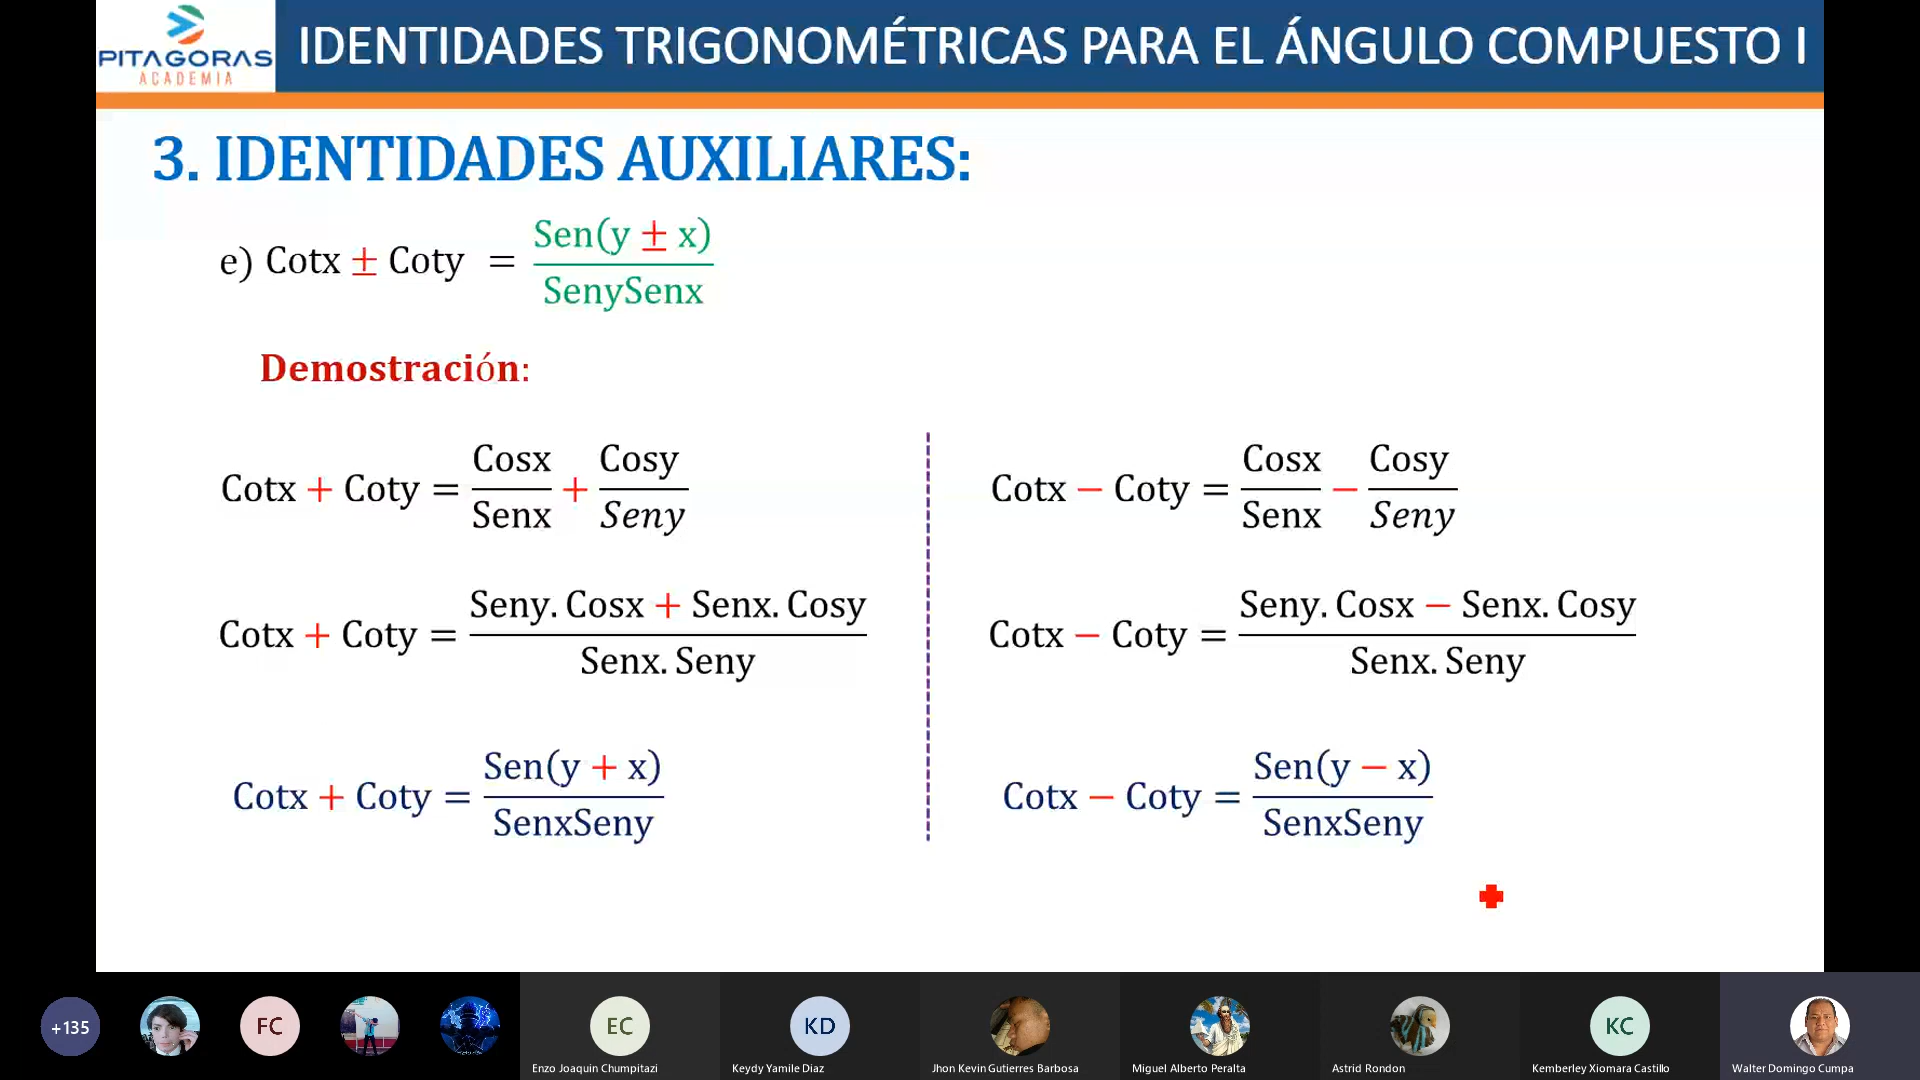 PITAGORAS
ACADEMIA
IDENTIDADES TRIGONOMÉTRICAS PARA EL ÁNGULO COMPUESTO I
3. IDENTIDADES AUXILIARES:
e) Cotx ± Coty = Sen(y ± x) / SenySenx
Demostración:
Cotx + Coty = Cosx / Senx + Cosy / Seny
Cotx + Coty = Seny. Cosx + Senx. Cosy / Senx. Seny
Cotx + Coty = Sen(y + x) / SenxSeny
Cotx − Coty = Cosx / Senx − Cosy / Seny
Cotx − Coty = Seny. Cosx − Senx. Cosy / Senx. Seny
Cotx − Coty = Sen(y − x) / SenxSeny
+135
FC
EC
Enzo Joaquin Chumpitazi
KD
Keydy Yamile Diaz
Jhon Kevin Gutierres Barbosa
Miguel Alberto Peralta
Astrid Rondon
KC
Kemberley Xiomara Castillo
Walter Domingo Cumpa